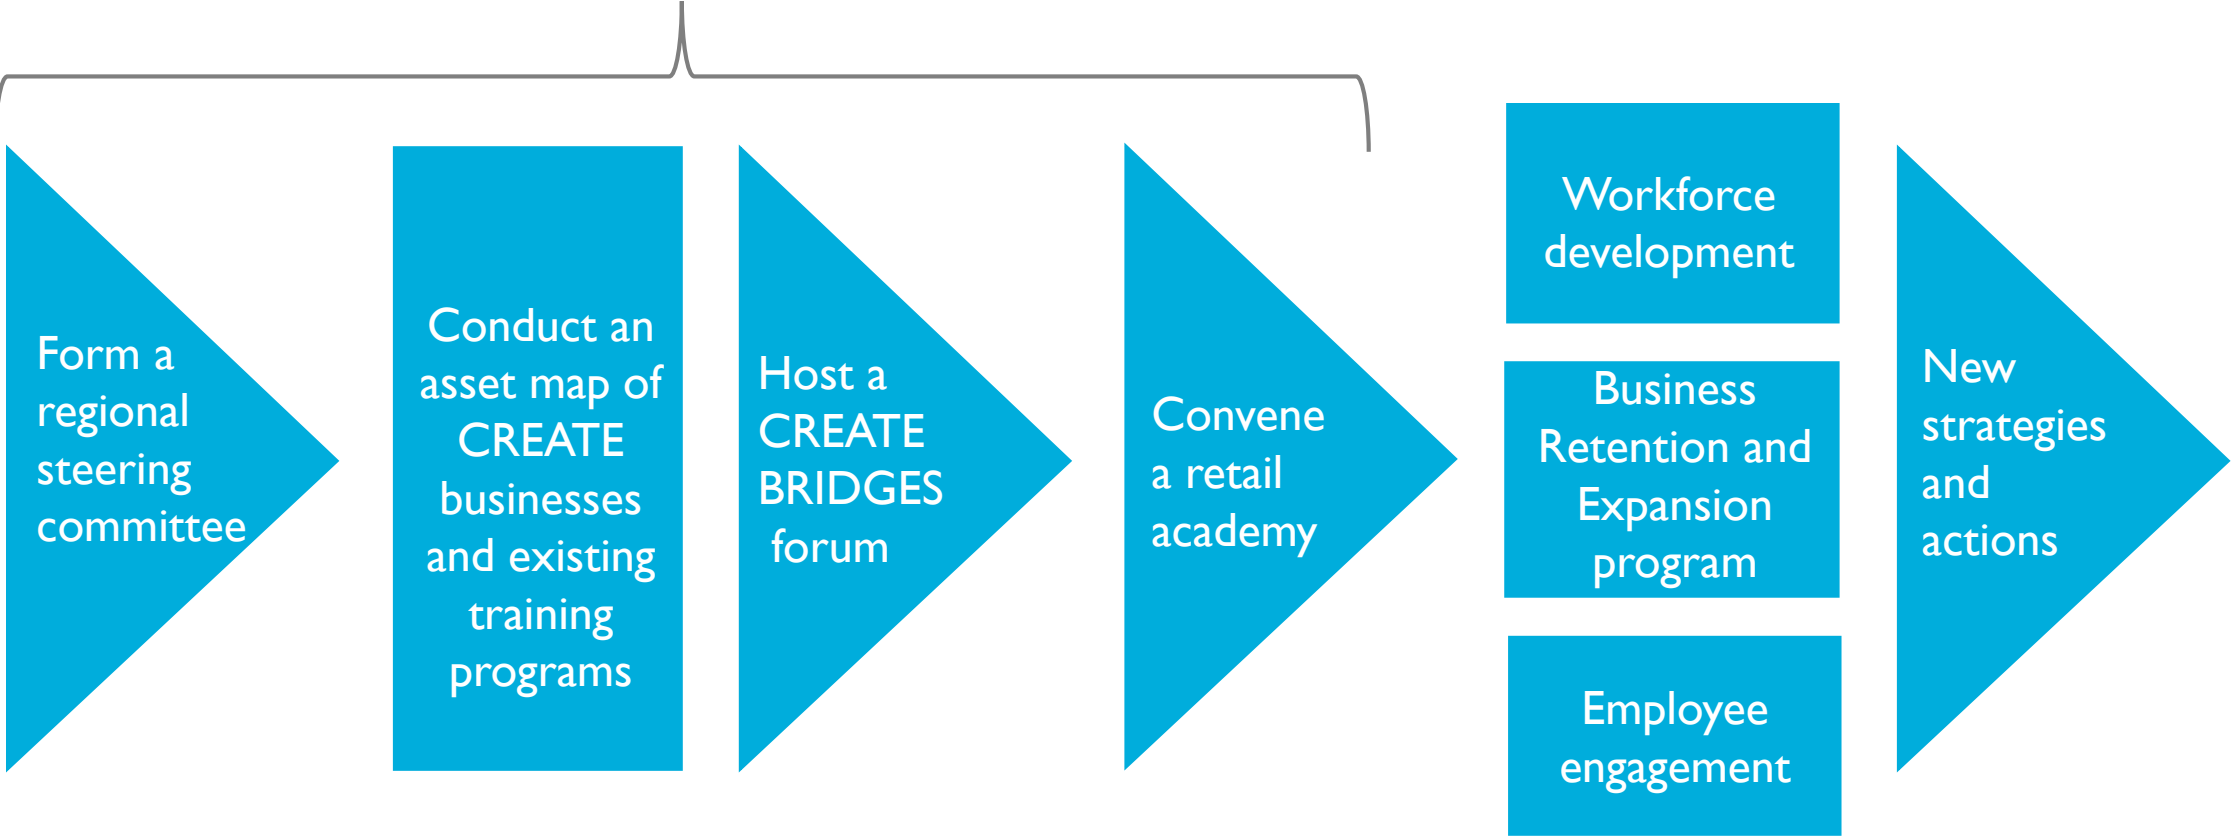 Form a
regional
steering
committee
Conduct an
asset map of
CREATE
businesses
and existing
training
programs
Host a
CREATE
BRIDGES
forum
Convene
a retail
academy
Workforce
development
Business
Retention and
Expansion
program
Employee
engagement
New
strategies
and
actions